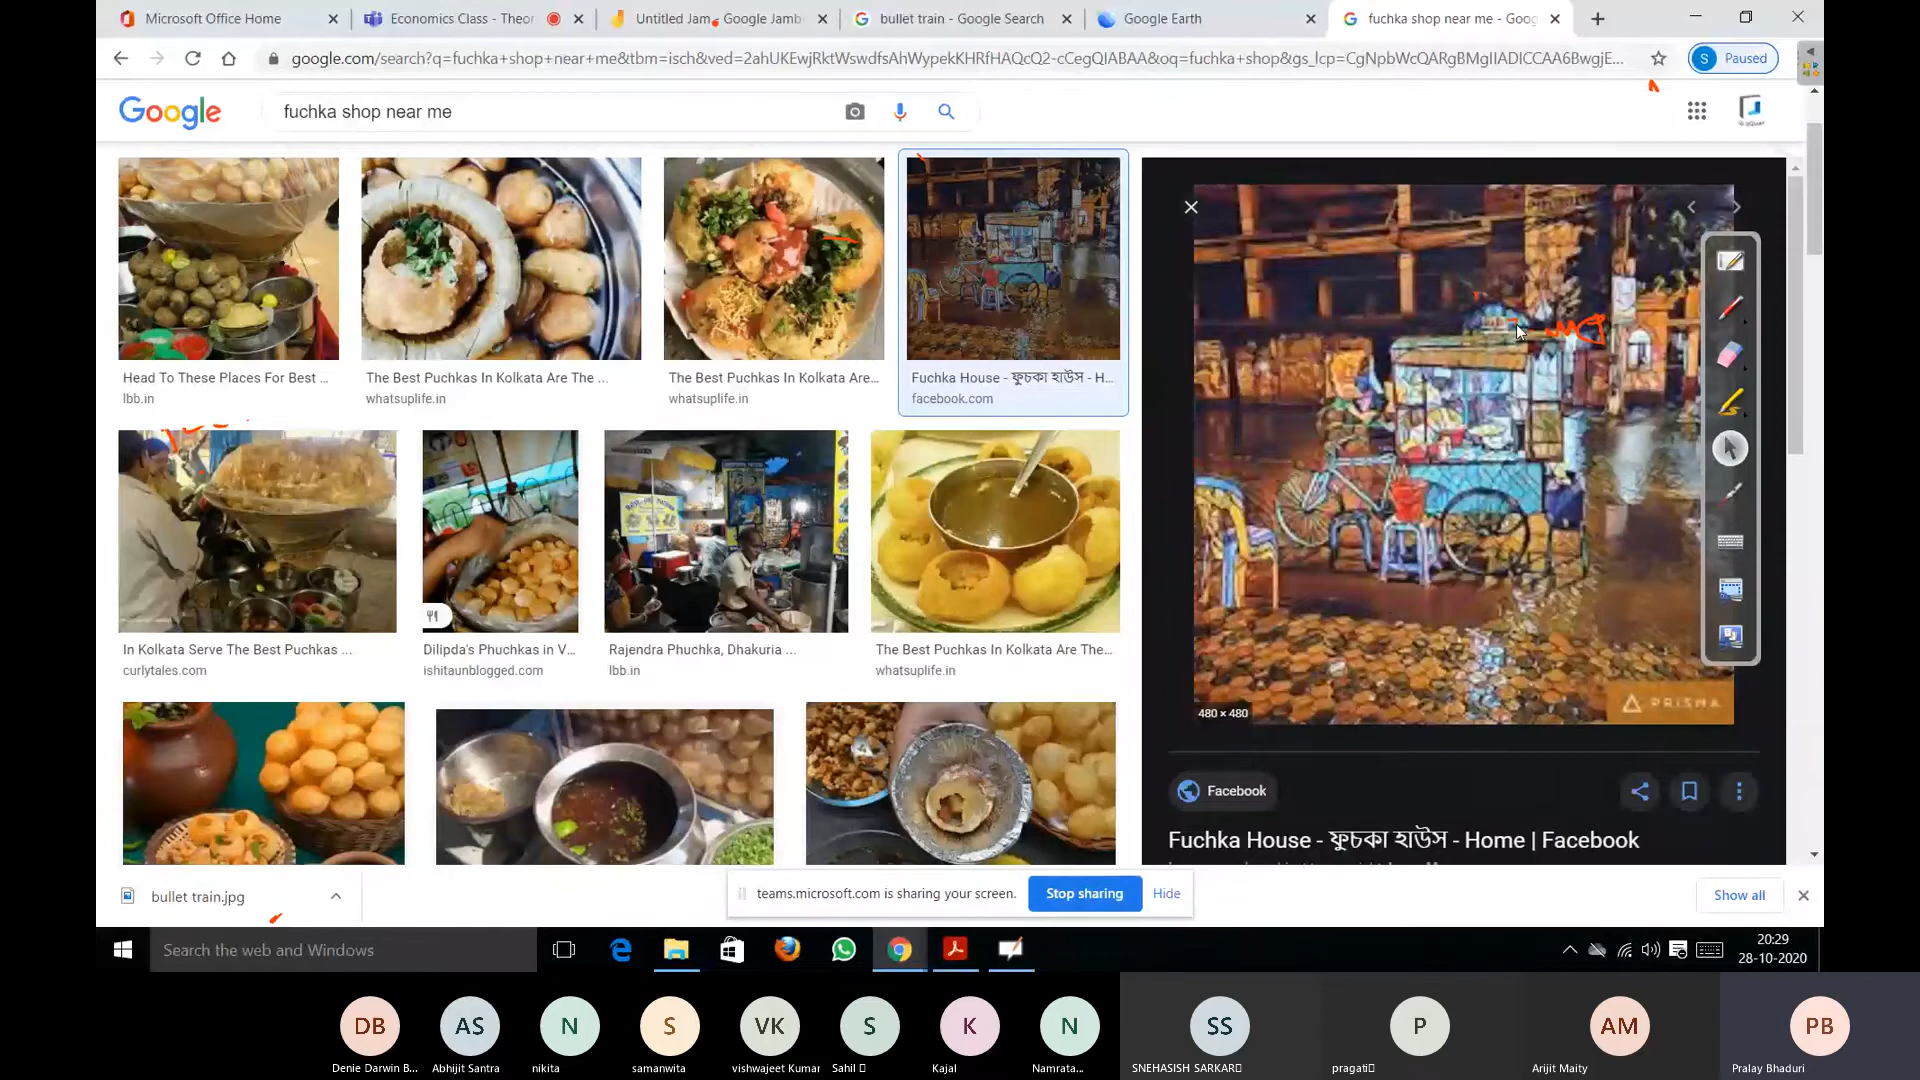 Microsoft Office Home
Economics Class - Theor
Untitled Jam - Google Jamb
bullet train - Google Search
Google Earth
fuchka shop near me - Goog
google.com/search?q=fuchka+shop+near+me&tbm=isch&ved=2ahUKEwjRktWswdfsAhWypekKHRfHAQcQ2-cCegQIABAA&oq=fuchka+shop&gs_lcp=CgNpbWcQARgBMgIIADICCAA6BwgjE...
S Paused
Google
fuchka shop near me
Head To These Places For Best ...
lbb.in
The Best Puchkas In Kolkata Are The ...
whatsuplife.in
The Best Puchkas In Kolkata Are...
whatsuplife.in
Fuchka House - ফুচকা হাউস - H...
facebook.com
In Kolkata Serve The Best Puchkas ...
curlytales.com
Dilipda's Phuchkas in V...
ishitaunblogged.com
Rajendra Phuchka, Dhakuria ...
lbb.in
The Best Puchkas In Kolkata Are The...
whatsuplife.in
PRISMA
480 × 480
Facebook
Fuchka House - ফুচকা হাউস - Home | Facebook
bullet train.jpg
teams.microsoft.com is sharing your screen.
Stop sharing
Hide
Show all
Search the web and Windows
20:29
28-10-2020
DB
AS
N
S
VK
S
K
N
SS
P
AM
PB
Denie Darwin B...
Abhijit Santra
nikita
samanwita
vishwajeet Kumar
Sahil
Kajal
Namrata...
SNEHASISH SARKAR
pragati
Arijit Maity
Pralay Bhaduri